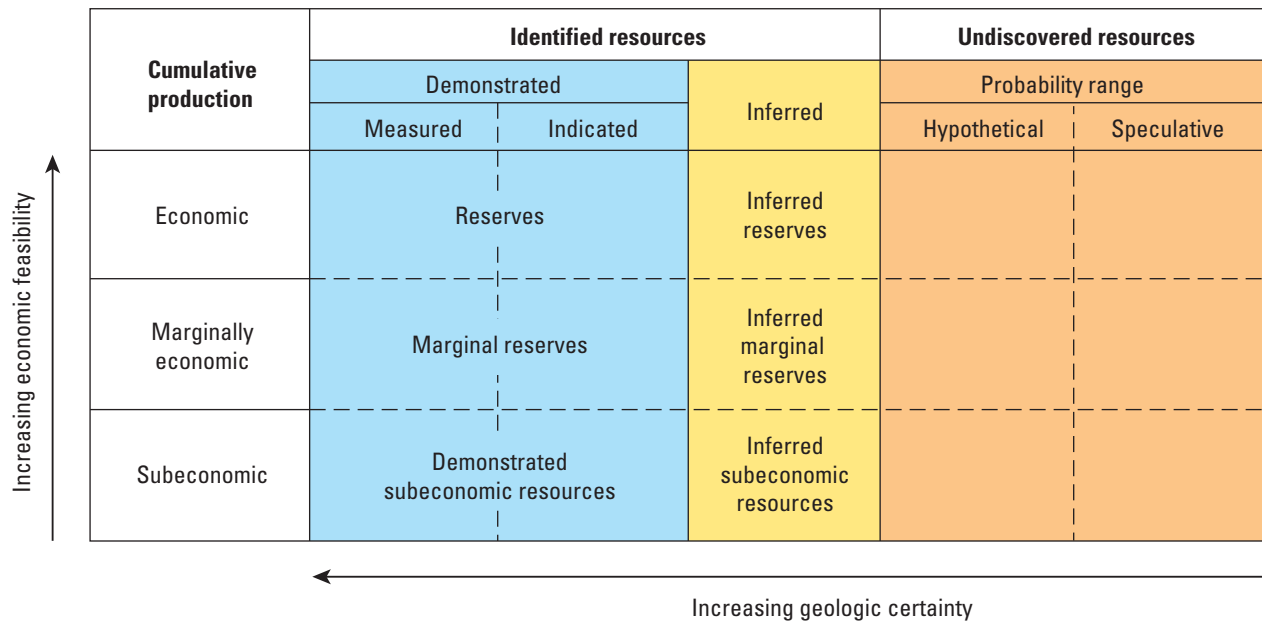 Cumulative
production
Identified resources
Undiscovered resources
Demonstrated
Inferred
Probability range
Measured
Indicated
Hypothetical
Speculative
Increasing economic feasibility
Economic
Reserves
Inferred
reserves
Marginally
economic
Marginal reserves
Inferred
marginal
reserves
Subeconomic
Demonstrated
subeconomic resources
Inferred
subeconomic
resources
Increasing geologic certainty